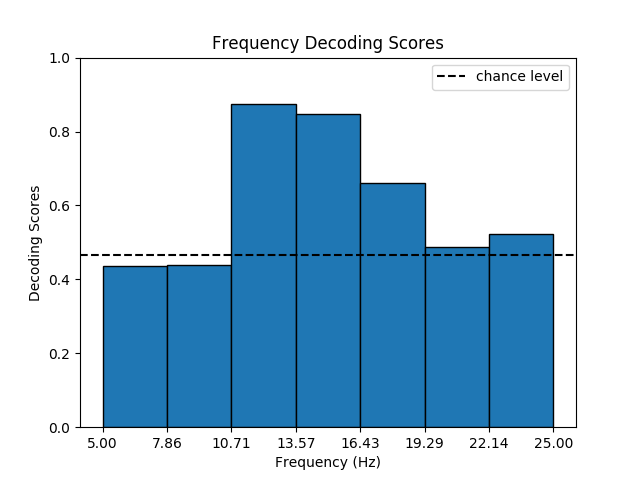 Frequency Decoding Scores
chance level
Decoding Scores
1.0
0.8
0.6
0.4
0.2
0.0
5.00 7.86 10.71 13.57 16.43 19.29 22.14 25.00
Frequency (Hz)